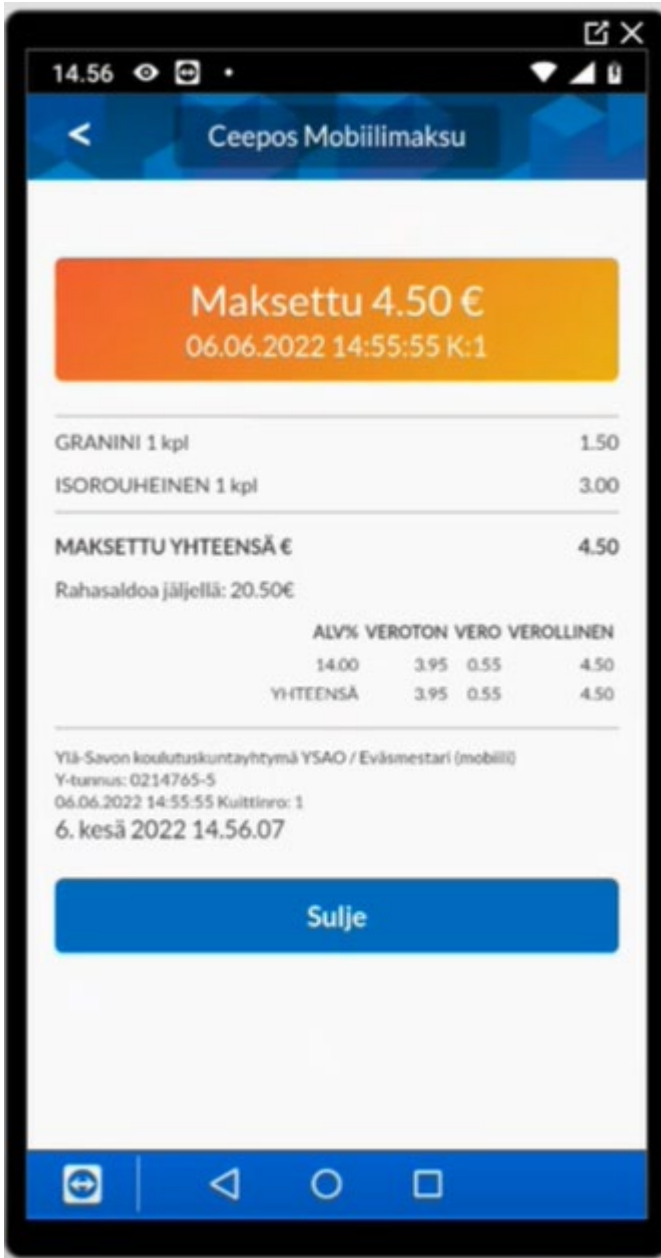 14.56
< Ceepos Mobiilimaksu
Maksettu 4.50 €
06.06.2022 14:55:55 K:1
GRANINI 1 kpl 1.50
ISOROUHEINEN 1 kpl 3.00
MAKSETTU YHTEENSÄ € 4.50
Rahasaldoa jäljellä: 20.50€
ALV% VEROTON VERO VEROLLINEN
14.00 3.95 0.55 4.50
YHTEENSÄ 3.95 0.55 4.50
Ylä-Savon koulutuskuntayhtymä YSAO / Eväsmestari (mobiili)
Y-tunnus: 0214765-5
06.06.2022 14:55:55 Kuittinro: 1
6. kesä 2022 14.56.07
Sulje